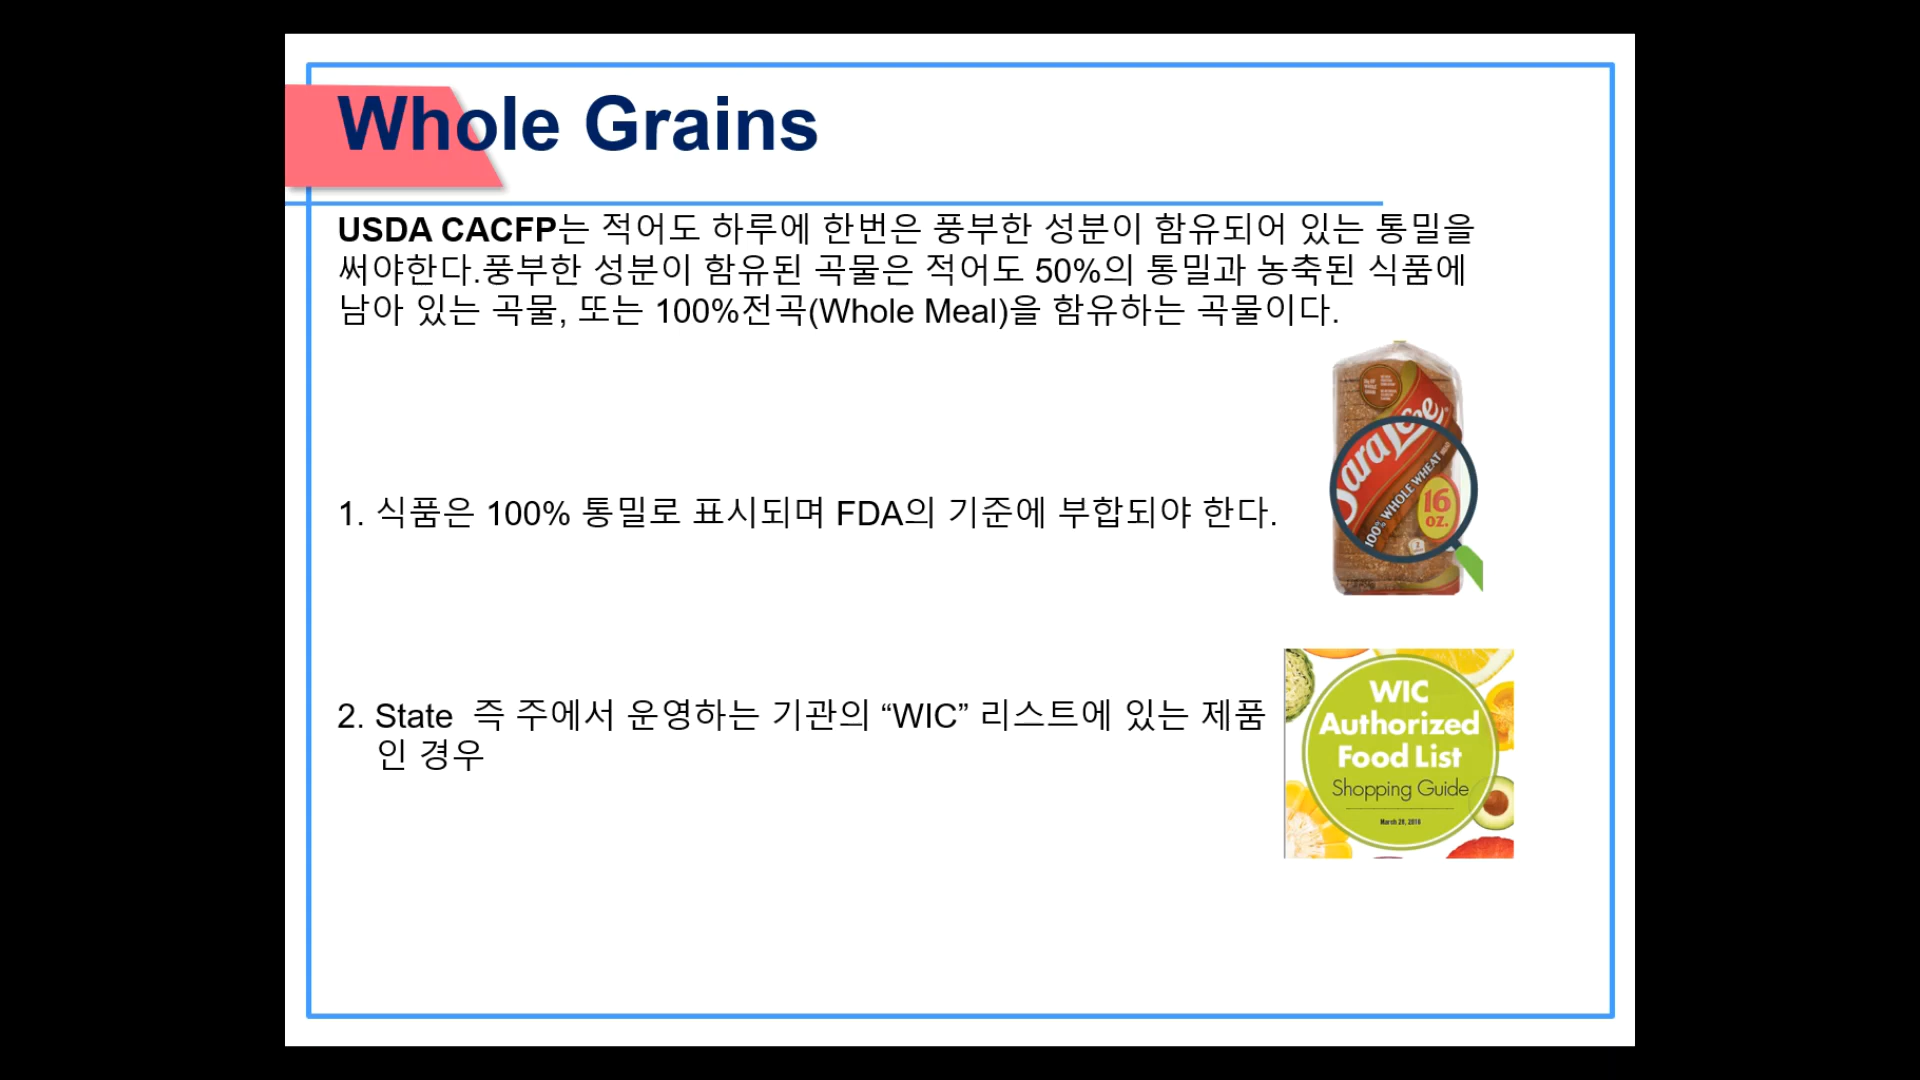 Whole Grains
USDA CACFP는 적어도 하루에 한번은 풍부한 성분이 함유되어 있는 통밀을
써야한다.풍부한 성분이 함유된 곡물은 적어도 50%의 통밀과 농축된 식품에
남아 있는 곡물, 또는 100%전곡(Whole Meal)을 함유하는 곡물이다.
Sara Lee
100% WHOLE WHEAT
16
OZ.
1. 식품은 100% 통밀로 표시되며 FDA의 기준에 부합되야 한다.
2. State 즉 주에서 운영하는 기관의 “WIC” 리스트에 있는 제품
인 경우
WIC
Authorized
Food List
Shopping Guide